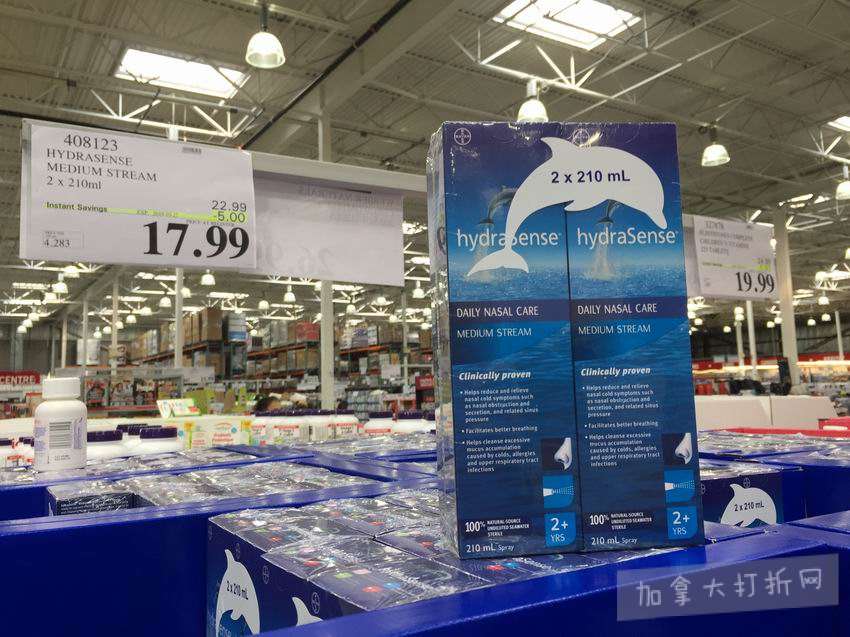 408123
HYDRASENSE
MEDIUM STREAM
2 x 210ml
22.99
Instant Savings
-5.00
17.99
4.283
19.99
CENTRE
BAYER
BAYER
2 x 210 mL
hydraSense
hydraSense
DAILY NASAL CARE
MEDIUM STREAM
Clinically proven
• Helps reduce and relieve
nasal cold symptoms such
as nasal obstruction and
secretion, and related sinus
pressure
• Facilitates better breathing
• Helps cleanse excessive
mucus accumulation
caused by colds, allergies
and upper respiratory tract
infections
100% NATURAL-SOURCE
UNDILUTED SEAWATER
STERILE
210 mL Spray
2+
YRS
DAILY NASAL CARE
MEDIUM STREAM
Clinically proven
• Helps reduce and relieve
nasal cold symptoms such
as nasal obstruction and
secretion, and related sinus
pressure
• Facilitates better breathing
• Helps cleanse excessive
mucus accumulation
caused by colds, allergies
and upper respiratory tract
infections
100% NATURAL-SOURCE
UNDILUTED SEAWATER
STERILE
210 mL Spray
2+
YRS
2 x 210 mL
2 x 210 mL
加拿大打折网